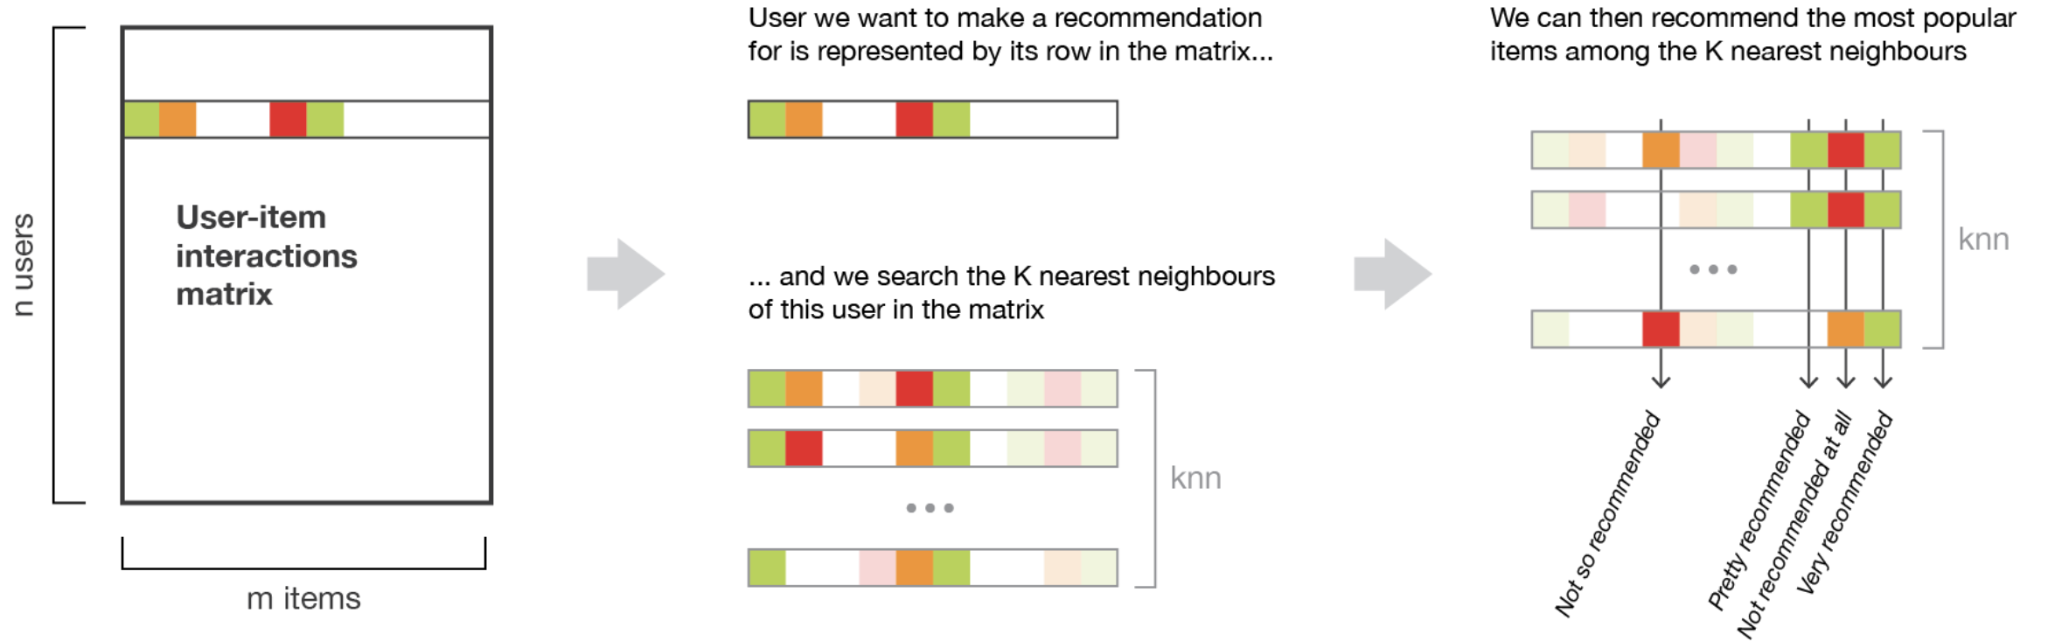 n users
User-item
interactions
matrix
m items
User we want to make a recommendation
for is represented by its row in the matrix...
... and we search the K nearest neighbours
of this user in the matrix
knn
We can then recommend the most popular
items among the K nearest neighbours
knn
Not so recommended
Pretty recommended
Not recommended at all
Very recommended